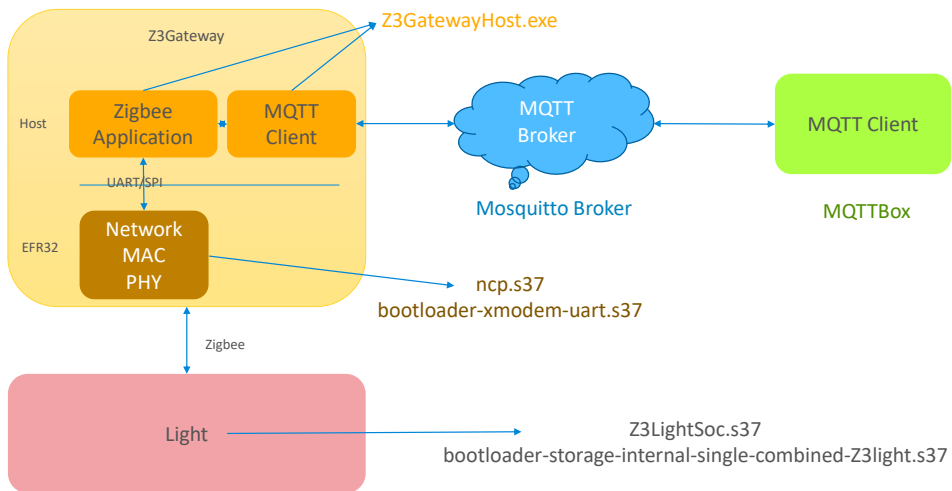 Z3GatewayHost.exe
Z3Gateway
Host
Zigbee
Application
MQTT
Client
MQTT
Broker
MQTT Client
UART/SPI
Mosquitto Broker
MQTTBox
EFR32
Network
MAC
PHY
ncp.s37
bootloader-xmodem-uart.s37
Zigbee
Light
Z3LightSoc.s37
bootloader-storage-internal-single-combined-Z3light.s37